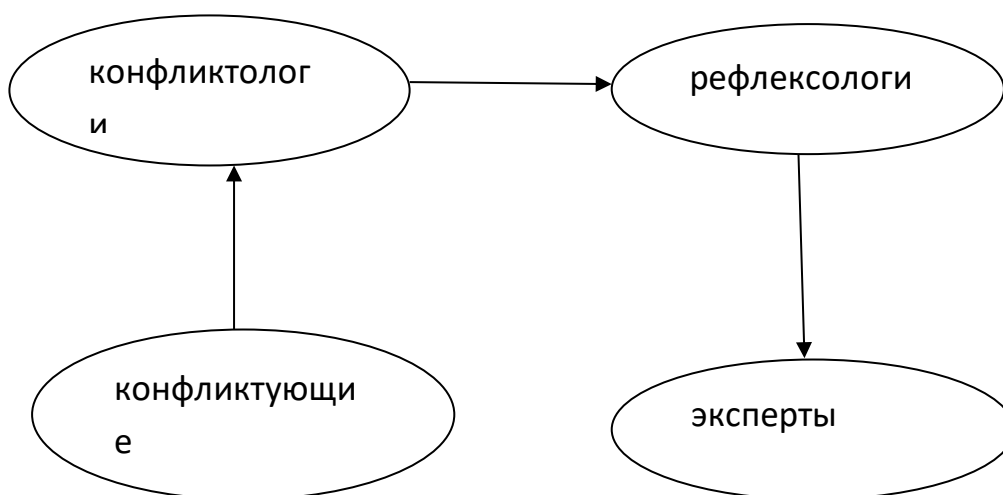 конфликтолог
и
рефлексологи
конфликтующи
е
эксперты